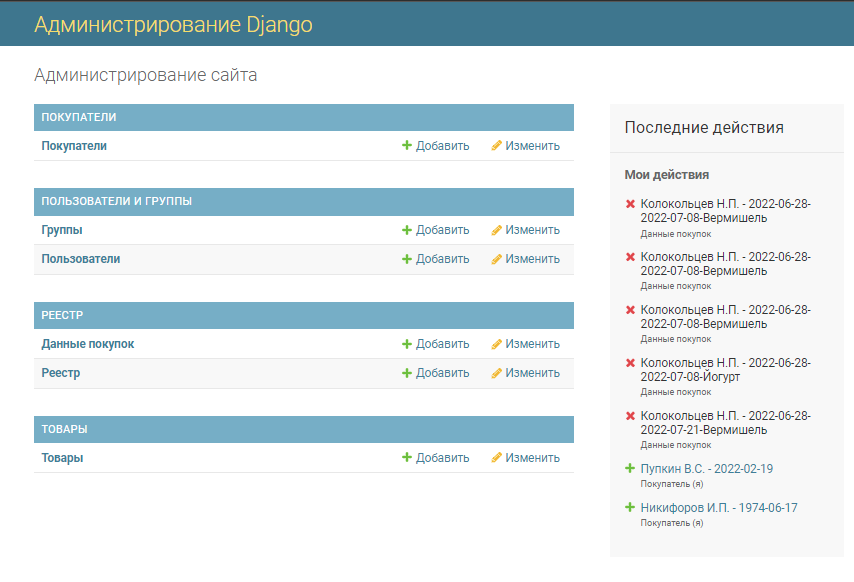 Администрирование Django
Администрирование сайта
ПОКУПАТЕЛИ
Покупатели Добавить Изменить
ПОЛЬЗОВАТЕЛИ И ГРУППЫ
Группы Добавить Изменить
Пользователи Добавить Изменить
РЕЕСТР
Данные покупок Добавить Изменить
Реестр Добавить Изменить
ТОВАРЫ
Товары Добавить Изменить
Последние действия
Мои действия
Колокольцев Н.П. - 2022-06-28-
2022-07-08-Вермишель
Данные покупок
Колокольцев Н.П. - 2022-06-28-
2022-07-08-Вермишель
Данные покупок
Колокольцев Н.П. - 2022-06-28-
2022-07-08-Вермишель
Данные покупок
Колокольцев Н.П. - 2022-06-28-
2022-07-08-Йогурт
Данные покупок
Колокольцев Н.П. - 2022-06-28-
2022-07-21-Вермишель
Данные покупок
Пупкин В.С. - 2022-02-19
Покупатель (я)
Никифоров И.П. - 1974-06-17
Покупатель (я)